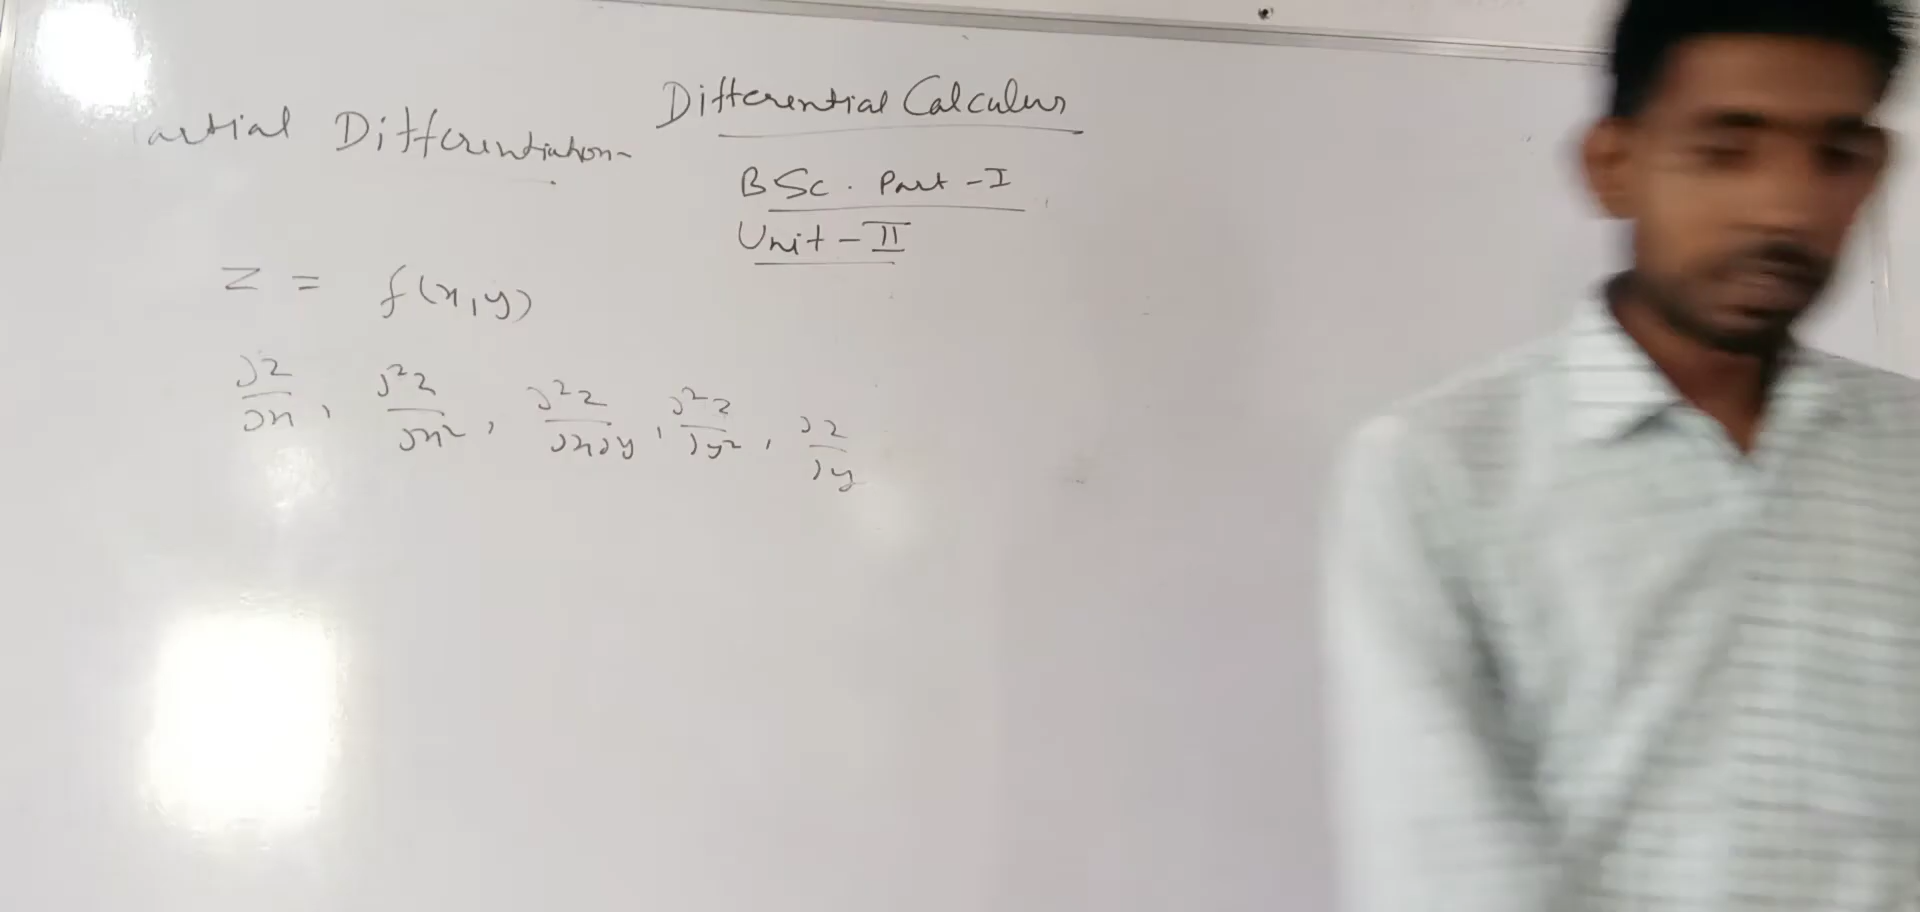 Differential Calculus
artial Differentiation-
BSc. Part-I
Unit-II
z = f(x,y)
∂z/∂x, ∂²z/∂x², ∂²z/∂x∂y, ∂²z/∂y², ∂z/∂y